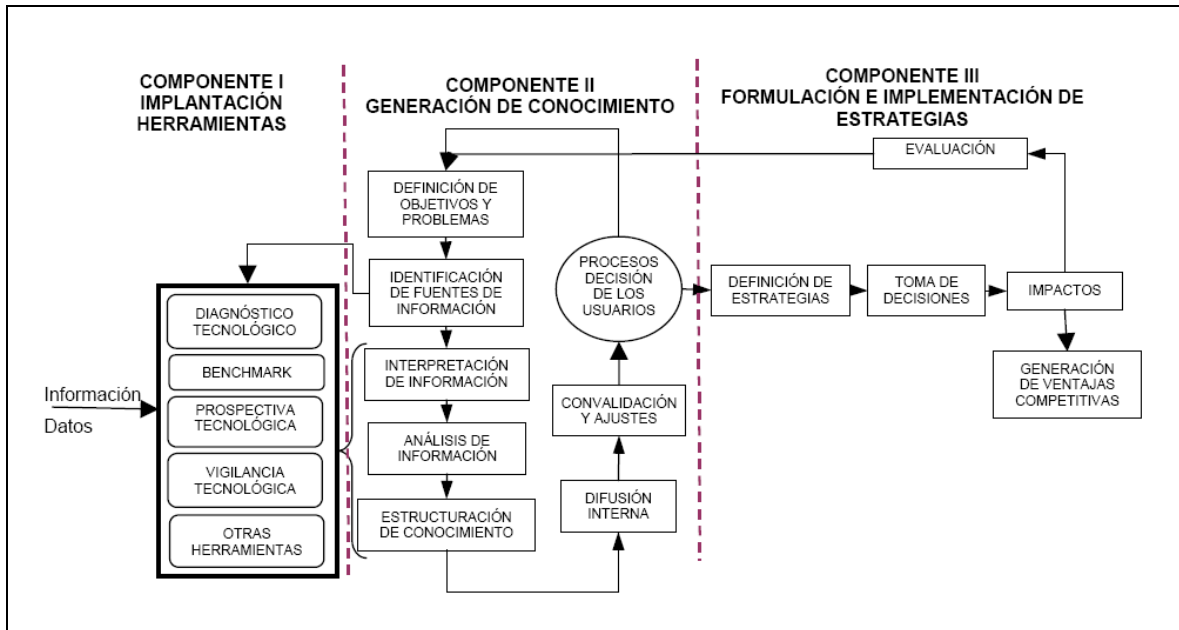 COMPONENTE I
IMPLANTACIÓN
HERRAMIENTAS
COMPONENTE II
GENERACIÓN DE CONOCIMIENTO
COMPONENTE III
FORMULACIÓN E IMPLEMENTACIÓN DE
ESTRATEGIAS
Información
Datos
DIAGNÓSTICO
TECNOLÓGICO
BENCHMARK
PROSPECTIVA
TECNOLÓGICA
VIGILANCIA
TECNOLÓGICA
OTRAS
HERRAMIENTAS
DEFINICIÓN DE
OBJETIVOS Y
PROBLEMAS
IDENTIFICACIÓN
DE FUENTES DE
INFORMACIÓN
INTERPRETACIÓN
DE INFORMACIÓN
ANÁLISIS DE
INFORMACIÓN
ESTRUCTURACIÓN
DE CONOCIMIENTO
DIFUSIÓN
INTERNA
CONVALIDACIÓN
Y AJUSTES
PROCESOS
DECISIÓN
DE LOS
USUARIOS
DEFINICIÓN DE
ESTRATEGIAS
TOMA DE
DECISIONES
IMPACTOS
EVALUACIÓN
GENERACIÓN
DE VENTAJAS
COMPETITIVAS